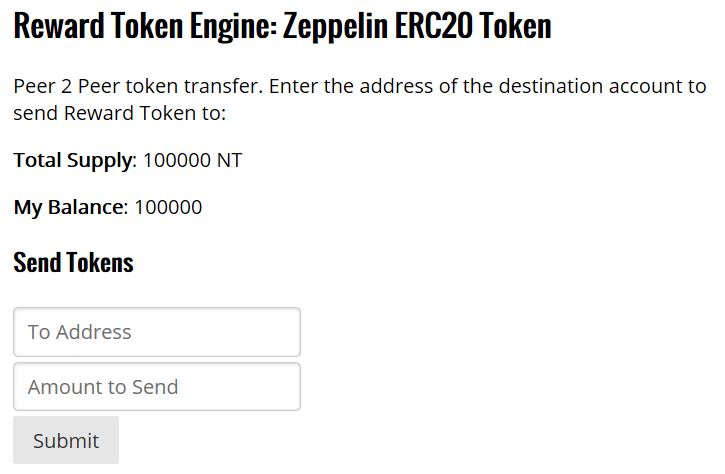 Reward Token Engine: Zeppelin ERC20 Token
Peer 2 Peer token transfer. Enter the address of the destination account to
send Reward Token to:
Total Supply: 100000 NT
My Balance: 100000
Send Tokens
To Address
Amount to Send
Submit